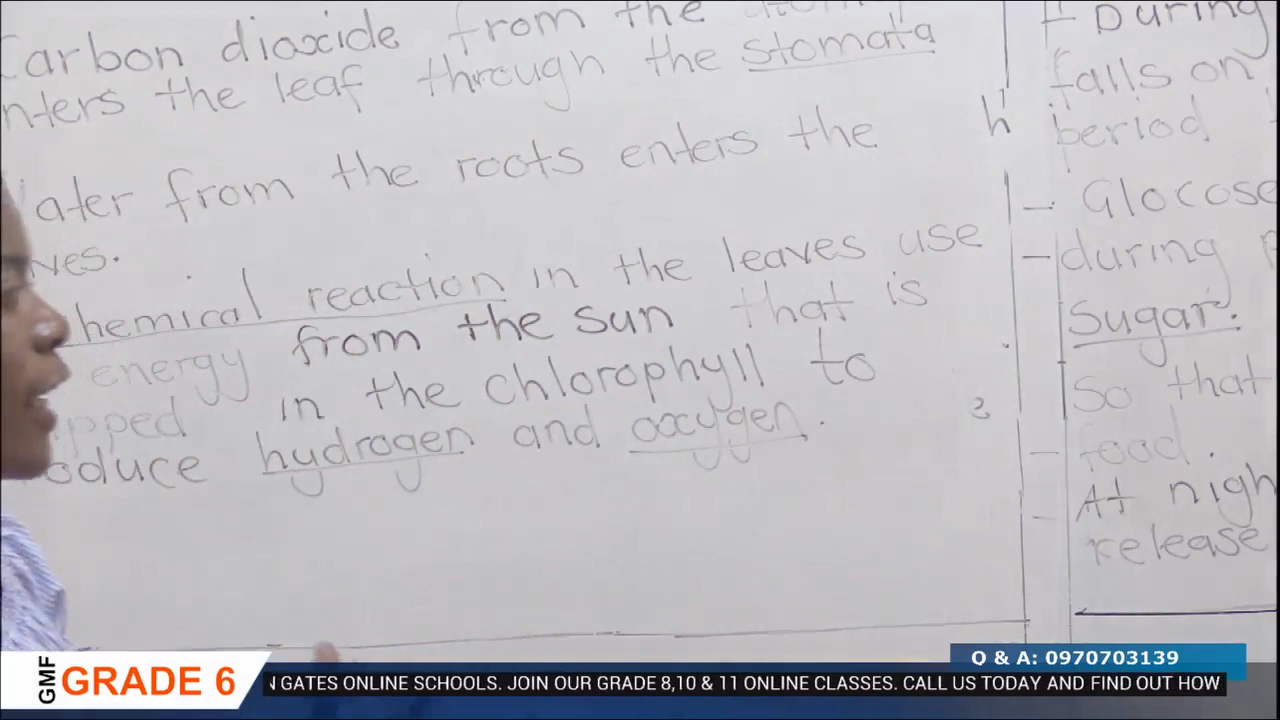 Carbon dioxide from the
nters the leaf through the stomata
ater from the roots enters the
ves.
hemical reaction in the leaves use
energy from the sun that is
pped in the chlorophyll to
oduce hydrogen and oxygen.
During
falls on
period
- Glocose
- during
Sugar.
So that
food.
At nigh
release
Q & A: 0970703139
GMF
GRADE 6
N GATES ONLINE SCHOOLS. JOIN OUR GRADE 8,10 & 11 ONLINE CLASSES. CALL US TODAY AND FIND OUT HOW